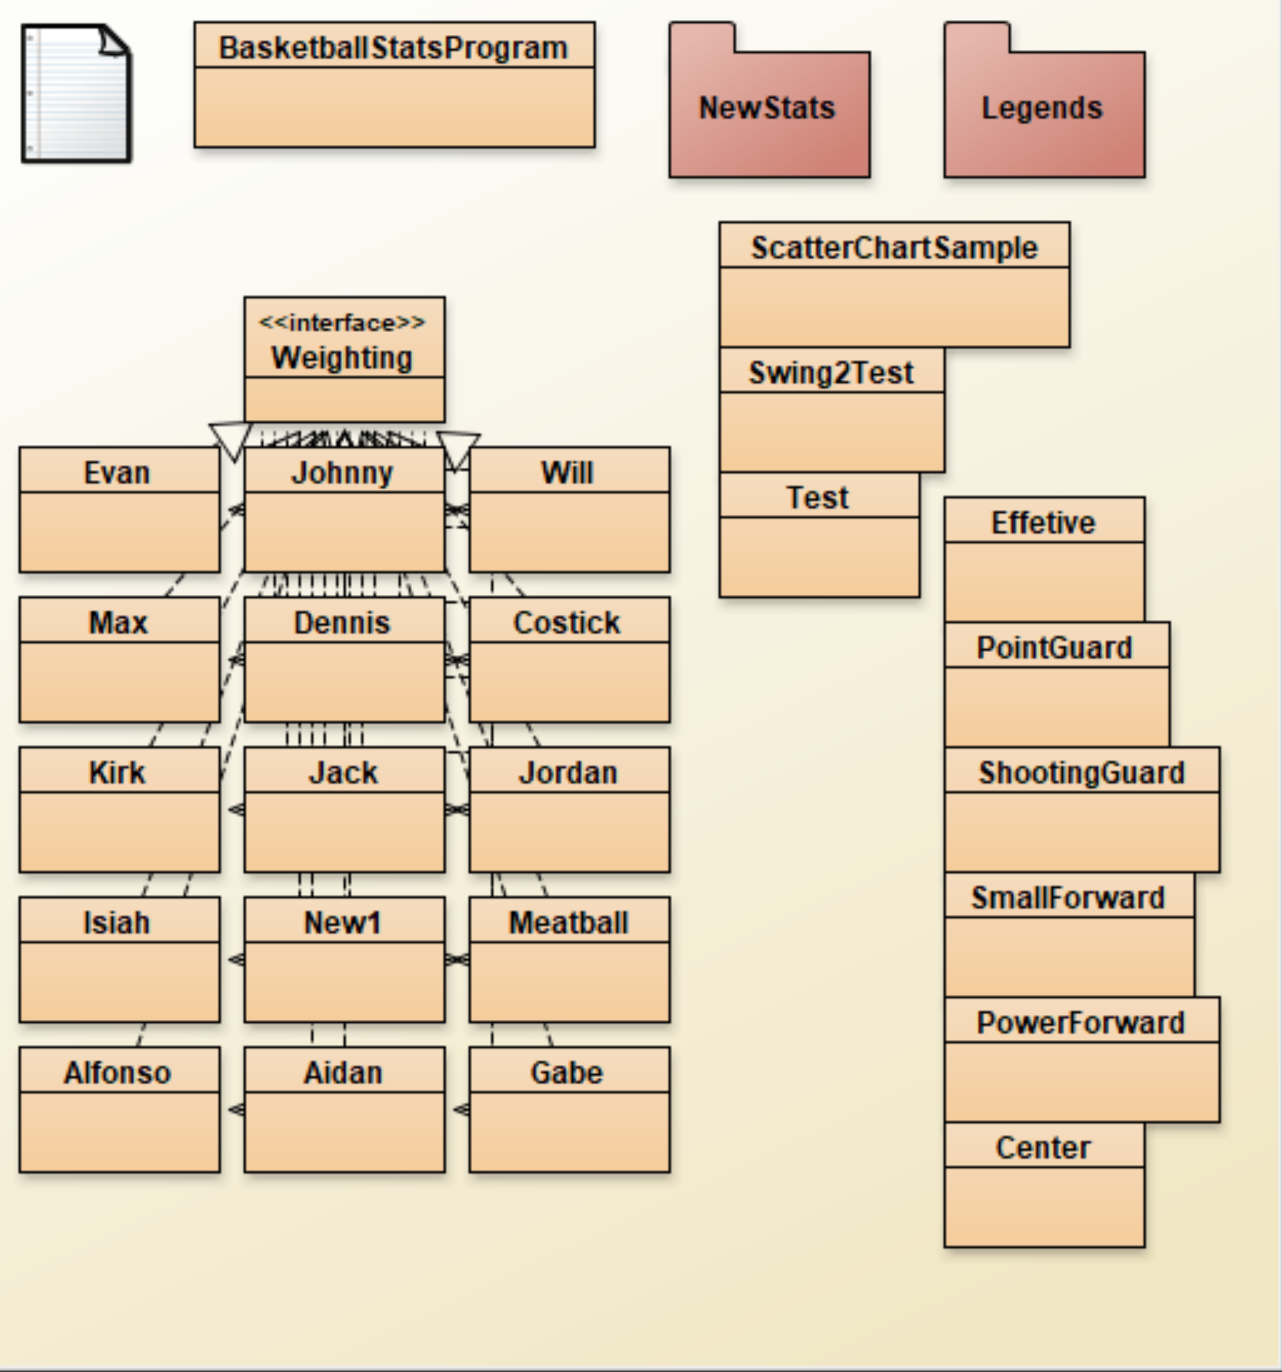 BasketballStatsProgram
NewStats
Legends
ScatterChartSample
<<interface>>
Weighting
Swing2Test
Evan
Johnny
Will
Test
Effetive
Max
Dennis
Costick
PointGuard
Kirk
Jack
Jordan
ShootingGuard
SmallForward
Isiah
New1
Meatball
PowerForward
Alfonso
Aidan
Gabe
Center